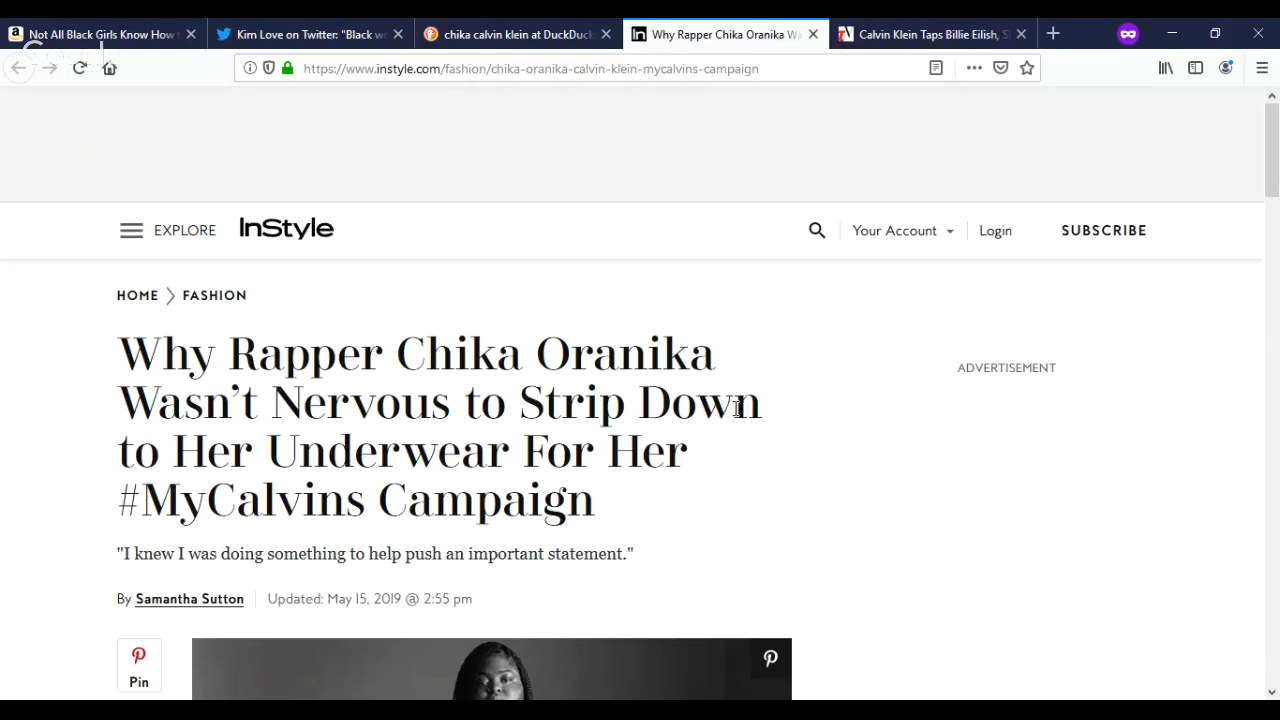 Not All Black Girls Know How t
Kim Love on Twitter: "Black w
chika calvin klein at DuckDuck
Why Rapper Chika Oranika Wa
Calvin Klein Taps Billie Eilish, S
https://www.instyle.com/fashion/chika-oranika-calvin-klein-mycalvins-campaign
EXPLORE InStyle Your Account Login SUBSCRIBE
HOME FASHION
Why Rapper Chika Oranika
Wasn't Nervous to Strip Down
to Her Underwear For Her
#MyCalvins Campaign
"I knew I was doing something to help push an important statement."
By Samantha Sutton Updated: May 15, 2019 @ 2:55 pm
ADVERTISEMENT
Pin